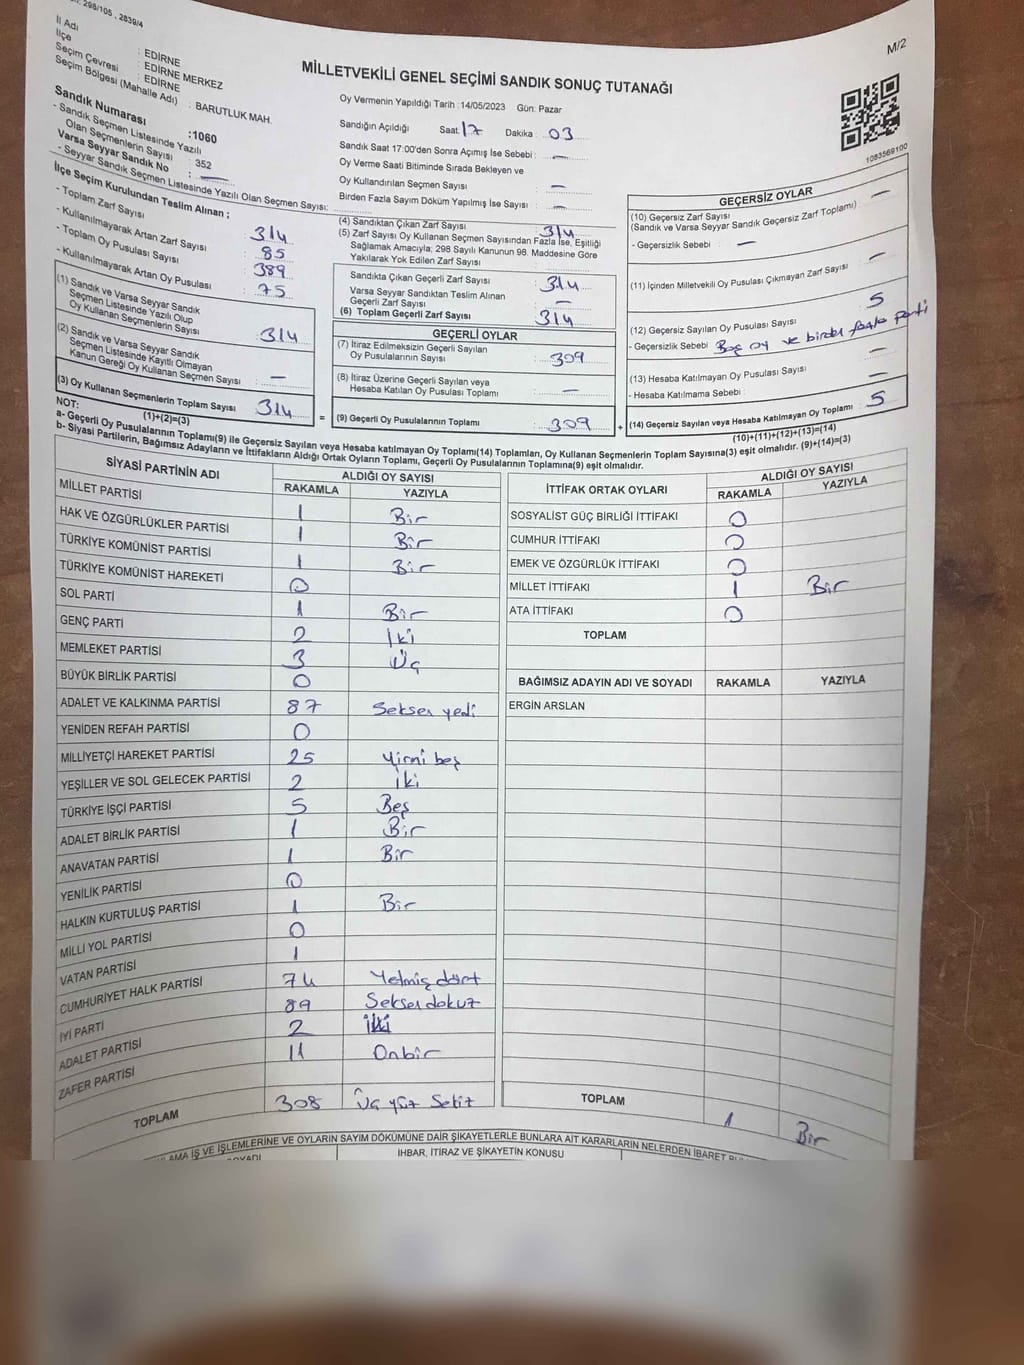 298/105 , 2839/4
M/2
MİLLETVEKİLİ GENEL SEÇİMİ SANDIK SONUÇ TUTANAĞI
İl Adı : EDİRNE
İlçe : EDİRNE MERKEZ
Seçim Çevresi : EDİRNE
Seçim Bölgesi (Mahalle Adı) : BARUTLUK MAH.
Sandık Numarası :1060
- Sandık Seçmen Listesinde Yazılı
Olan Seçmenlerin Sayısı : 352
Varsa Seyyar Sandık No : —
- Seyyar Sandık Seçmen Listesinde Yazılı Olan Seçmen Sayısı:
İlçe Seçim Kurulundan Teslim Alınan ;
- Toplam Zarf Sayısı : 314
- Kullanılmayarak Artan Zarf Sayısı : 85
- Toplam Oy Pusulası Sayısı : 389
- Kullanılmayarak Artan Oy Pusulası : 75
(1) Sandık ve Varsa Seyyar Sandık
Seçmen Listesinde Yazılı Olup
Oy Kullanan Seçmenlerin Sayısı : 314
(2) Sandık ve Varsa Seyyar Sandık
Seçmen Listesinde Kayıtlı Olmayan
Kanun Gereği Oy Kullanan Seçmen Sayısı : —
(3) Oy Kullanan Seçmenlerin Toplam Sayısı : 314
(1)+(2)=(3)
Oy Vermenin Yapıldığı Tarih :14/05/2023 Gün: Pazar
Sandığın Açıldığı Saat: 17 Dakika : 03
Sandık Saat 17:00'den Sonra Açımış İse Sebebi : —
Oy Verme Saati Bitiminde Sırada Bekleyen ve
Oy Kullandırılan Seçmen Sayısı : —
Birden Fazla Sayım Döküm Yapılmış İse Sayısı : —
(4) Sandıktan Çıkan Zarf Sayısı : 314
(5) Zarf Sayısı Oy Kullanan Seçmen Sayısından Fazla İse, Eşitliği
Sağlamak Amacıyla; 298 Sayılı Kanunun 98. Maddesine Göre
Yakılarak Yok Edilen Zarf Sayısı :
Sandıkta Çıkan Geçerli Zarf Sayısı : 314
Varsa Seyyar Sandıktan Teslim Alınan
Geçerli Zarf Sayısı : —
(6) Toplam Geçerli Zarf Sayısı : 314
GEÇERLİ OYLAR
(7) İtiraz Edilmeksizin Geçerli Sayılan
Oy Pusulalarının Sayısı : 309
(8) İtiraz Üzerine Geçerli Sayılan veya
Hesaba Katılan Oy Pusulası Toplamı : —
= (9) Geçerli Oy Pusulalarının Toplamı : 309 +
1083569100
GEÇERSİZ OYLAR
(10) Geçersiz Zarf Sayısı : —
(Sandık ve Varsa Seyyar Sandık Geçersiz Zarf Toplamı)
- Geçersizlik Sebebi : —
(11) İçinden Milletvekili Oy Pusulası Çıkmayan Zarf Sayısı : —
(12) Geçersiz Sayılan Oy Pusulası Sayısı : 5
- Geçersizlik Sebebi : Boş oy ve birden fazla parti
(13) Hesaba Katılmayan Oy Pusulası Sayısı : —
- Hesaba Katılmama Sebebi : —
(14) Geçersiz Sayılan veya Hesaba Katılmayan Oy Toplamı : 5
(10)+(11)+(12)+(13)=(14)
NOT:
a- Geçerli Oy Pusulalarının Toplamı(9) ile Geçersiz Sayılan veya Hesaba katılmayan Oy Toplamı(14) Toplamları, Oy Kullanan Seçmenlerin Toplam Sayısına(3) eşit olmalıdır. (9)+(14)=(3)
b- Siyasi Partilerin, Bağımsız Adayların ve İttifakların Aldığı Ortak Oyların Toplamı, Geçerli Oy Pusulalarının Toplamına(9) eşit olmalıdır.
SİYASİ PARTİNİN ADI ALDIĞI OY SAYISI
RAKAMLA YAZIYLA
MİLLET PARTİSİ 1 Bir
HAK VE ÖZGÜRLÜKLER PARTİSİ 1 Bir
TÜRKİYE KOMÜNİST PARTİSİ 1 Bir
TÜRKİYE KOMÜNİST HAREKETİ 0
SOL PARTİ 1 Bir
GENÇ PARTİ 2 İki
MEMLEKET PARTİSİ 3 Üç
BÜYÜK BİRLİK PARTİSİ 0
ADALET VE KALKINMA PARTİSİ 87 Seksen yedi
YENİDEN REFAH PARTİSİ 0
MİLLİYETÇİ HAREKET PARTİSİ 25 Yirmi beş
YEŞİLLER VE SOL GELECEK PARTİSİ 2 İki
TÜRKİYE İŞÇİ PARTİSİ 5 Beş
ADALET BİRLİK PARTİSİ 1 Bir
ANAVATAN PARTİSİ 1 Bir
YENİLİK PARTİSİ 0
HALKIN KURTULUŞ PARTİSİ 1 Bir
MİLLİ YOL PARTİSİ 0
VATAN PARTİSİ 1
CUMHURİYET HALK PARTİSİ 74 Yetmiş dört
İYİ PARTİ 89 Seksen dokuz
ADALET PARTİSİ 2 İki
ZAFER PARTİSİ 11 Onbir
TOPLAM 308 Üç yüz Sekiz
İTTİFAK ORTAK OYLARI ALDIĞI OY SAYISI
RAKAMLA YAZIYLA
SOSYALİST GÜÇ BİRLİĞİ İTTİFAKI 0
CUMHUR İTTİFAKI 0
EMEK VE ÖZGÜRLÜK İTTİFAKI 0
MİLLET İTTİFAKI 1 Bir
ATA İTTİFAKI 0
TOPLAM
BAĞIMSIZ ADAYIN ADI VE SOYADI RAKAMLA YAZIYLA
ERGİN ARSLAN
TOPLAM 1 Bir
AMA İŞ VE İŞLEMLERİNE VE OYLARIN SAYIM DÖKÜMÜNE DAİR ŞİKAYETLERLE BUNLARA AİT KARARLARIN NELERDEN İBARET
İHBAR, İTİRAZ VE ŞİKAYETİN KONUSU